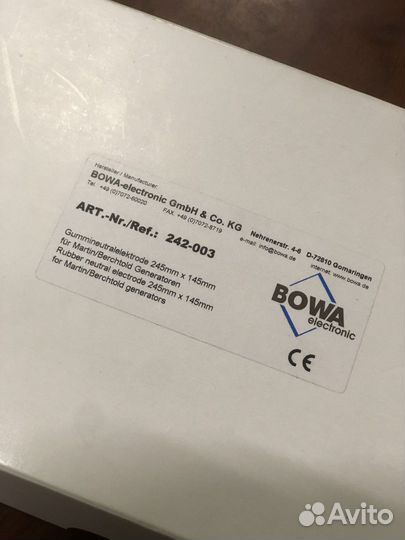 Hersteller / Manufacturer:
BOWA-electronic GmbH & Co. KG Nehrenerstr. 4-6 D-72810 Gomaringen
Tel. +49 (0)7072-60020 FAX. +49 (0)7072-8719 e-mail: info@bowa.de internet: www.bowa.de
ART.-Nr./Ref.: 242-003
Gummineutralelektrode 245mm x 145mm
für Martin/Berchtold Generatoren
Rubber neutral electrode 245mm x 145mm
for Martin/Berchtold generators
BOWA
electronic
CE
Avito